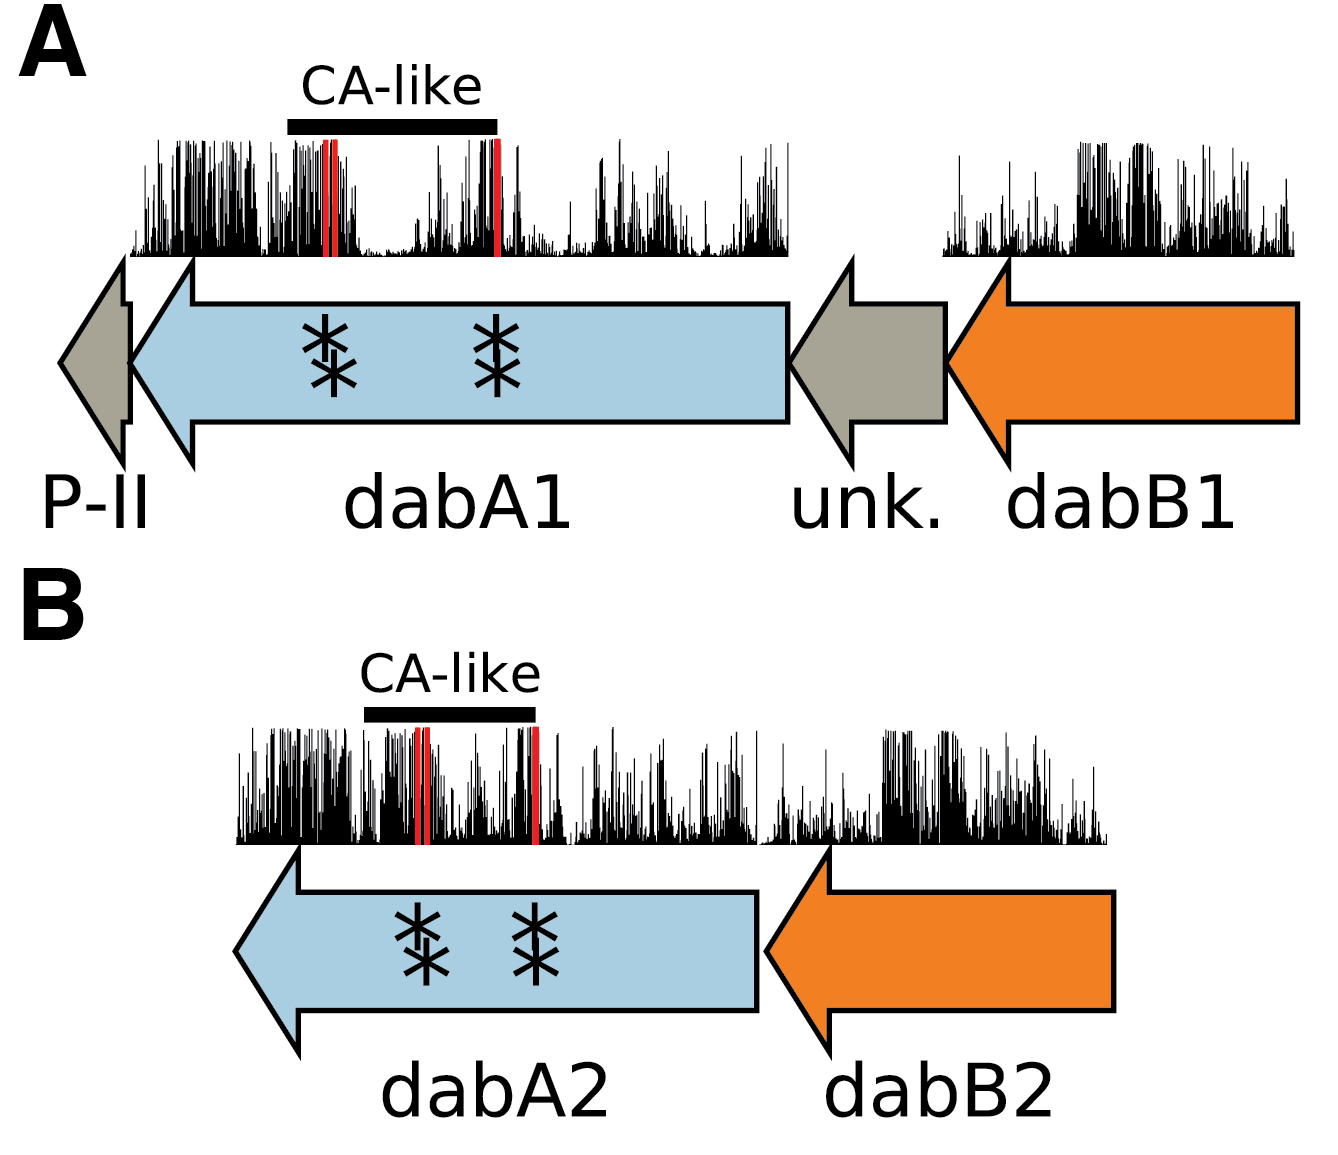 A
CA-like
P-II
dabA1
unk.
dabB1
B
CA-like
dabA2
dabB2